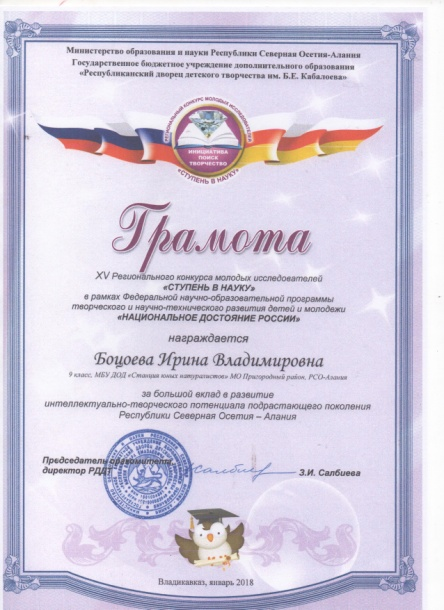 Министерство образования и науки Республики Северная Осетия-Алания
Государственное бюджетное учреждение дополнительного образования
«Республиканский дворец детского творчества им. Б.Е. Кабалоева»
РЕГИОНАЛЬНЫЙ КОНКУРС МОЛОДЫХ ИССЛЕДОВАТЕЛЕЙ
ИНИЦИАТИВА
ПОИСК
ТВОРЧЕСТВО
«СТУПЕНЬ В НАУКУ»
Грамота
XV Регионального конкурса молодых исследователей
«СТУПЕНЬ В НАУКУ»
в рамках Федеральной научно-образовательной программы
творческого и научно-технического развития детей и молодежи
«НАЦИОНАЛЬНОЕ ДОСТОЯНИЕ РОССИИ»
награждается
Боцоева Ирина Владимировна
9 класс, МБУ ДОД «Станция юных натуралистов» МО Пригородный район, РСО-Алания
за большой вклад в развитие
интеллектуально-творческого потенциала подрастающего поколения
Республики Северная Осетия – Алания
Председатель оргкомитета,
директор РДДТ
З.И. Салбиева
Владикавказ, январь 2018